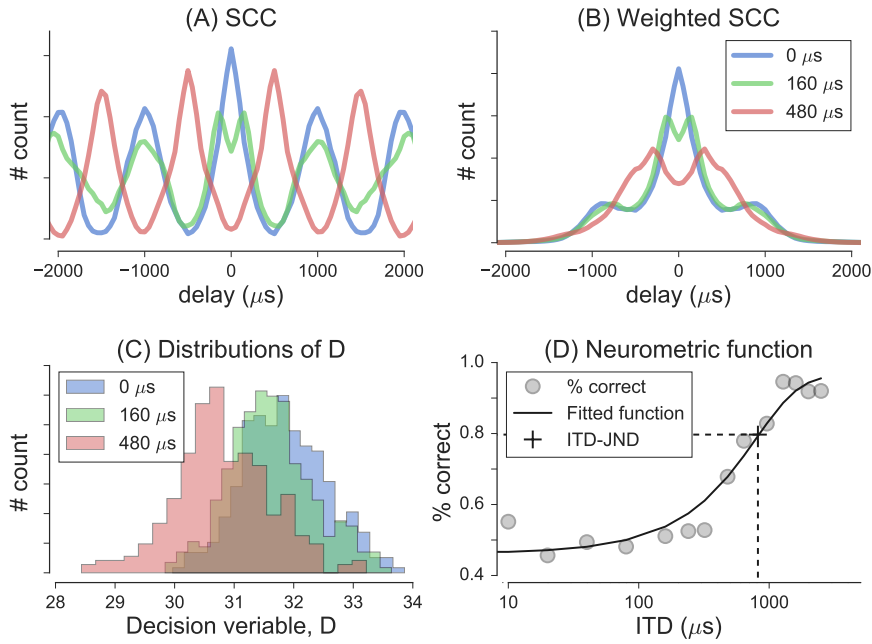 (A) SCC
# count
−2000
−1000
0
1000
2000
delay (μs)
(B) Weighted SCC
0 μs
160 μs
480 μs
# count
−2000
−1000
0
1000
2000
delay (μs)
(C) Distributions of D
0 μs
160 μs
480 μs
# count
28
29
30
31
32
33
34
Decision veriable, D
(D) Neurometric function
% correct
Fitted function
ITD-JND
% correct
1.0
0.8
0.6
0.4
10
100
1000
ITD (μs)